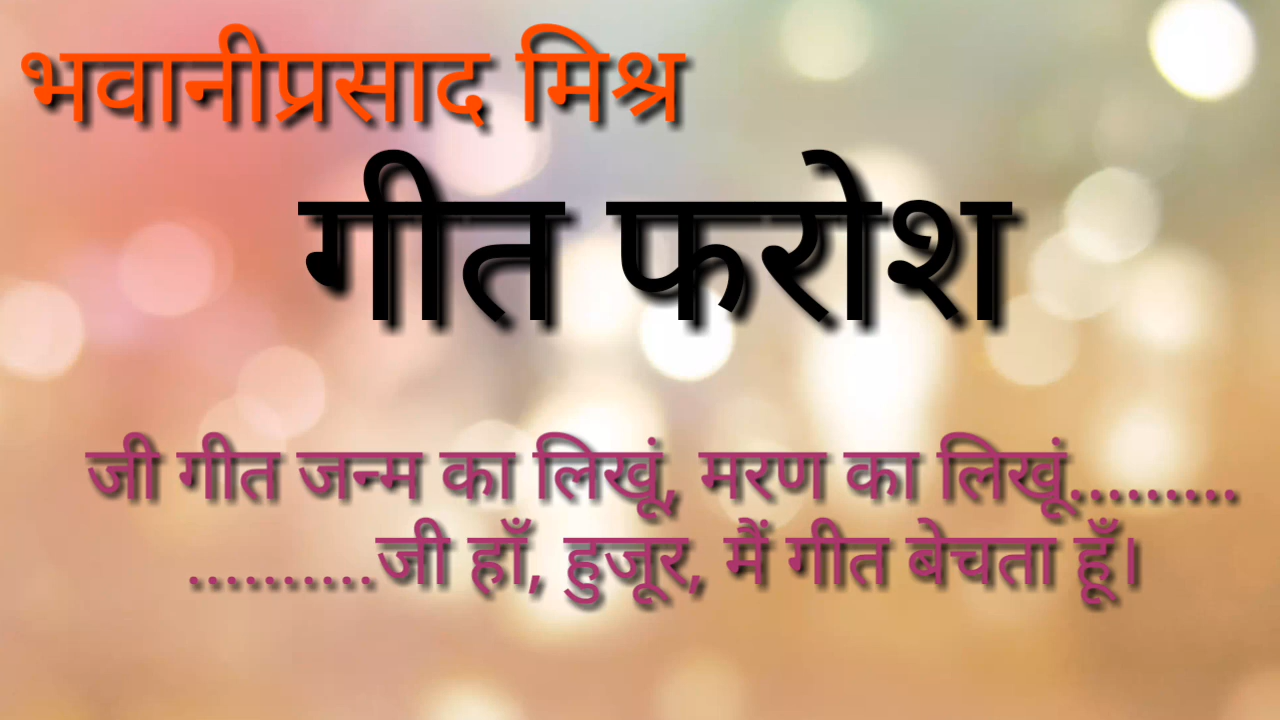 भवानीप्रसाद मिश्र
गीत फरोश
जी गीत जन्म का लिखूं, मरण का लिखूं.........
..........जी हाँ, हुजूर, मैं गीत बेचता हूँ।